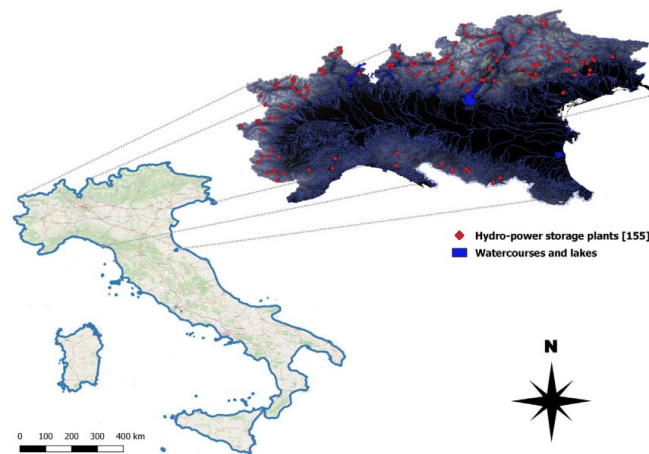 Hydro-power storage plants [155]
Watercourses and lakes
N
0 100 200 300 400 km